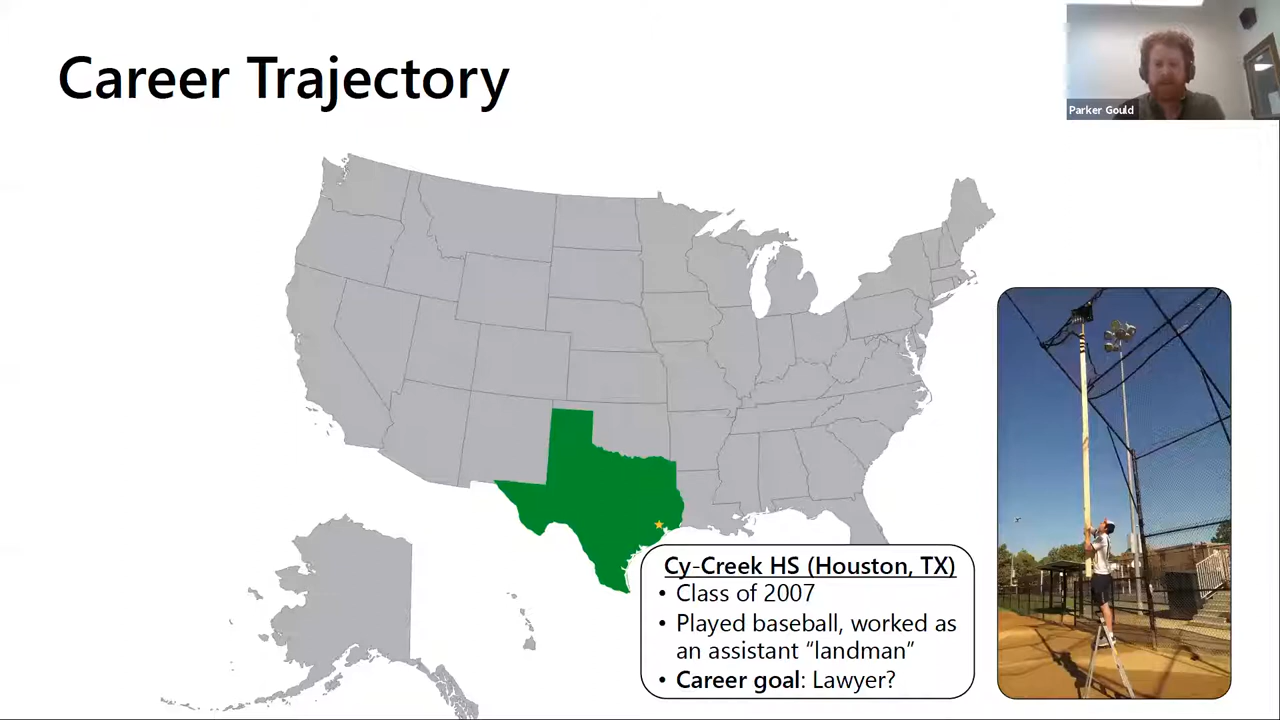 Career Trajectory
Parker Gould
Cy-Creek HS (Houston, TX)
• Class of 2007
• Played baseball, worked as
an assistant “landman”
• Career goal: Lawyer?